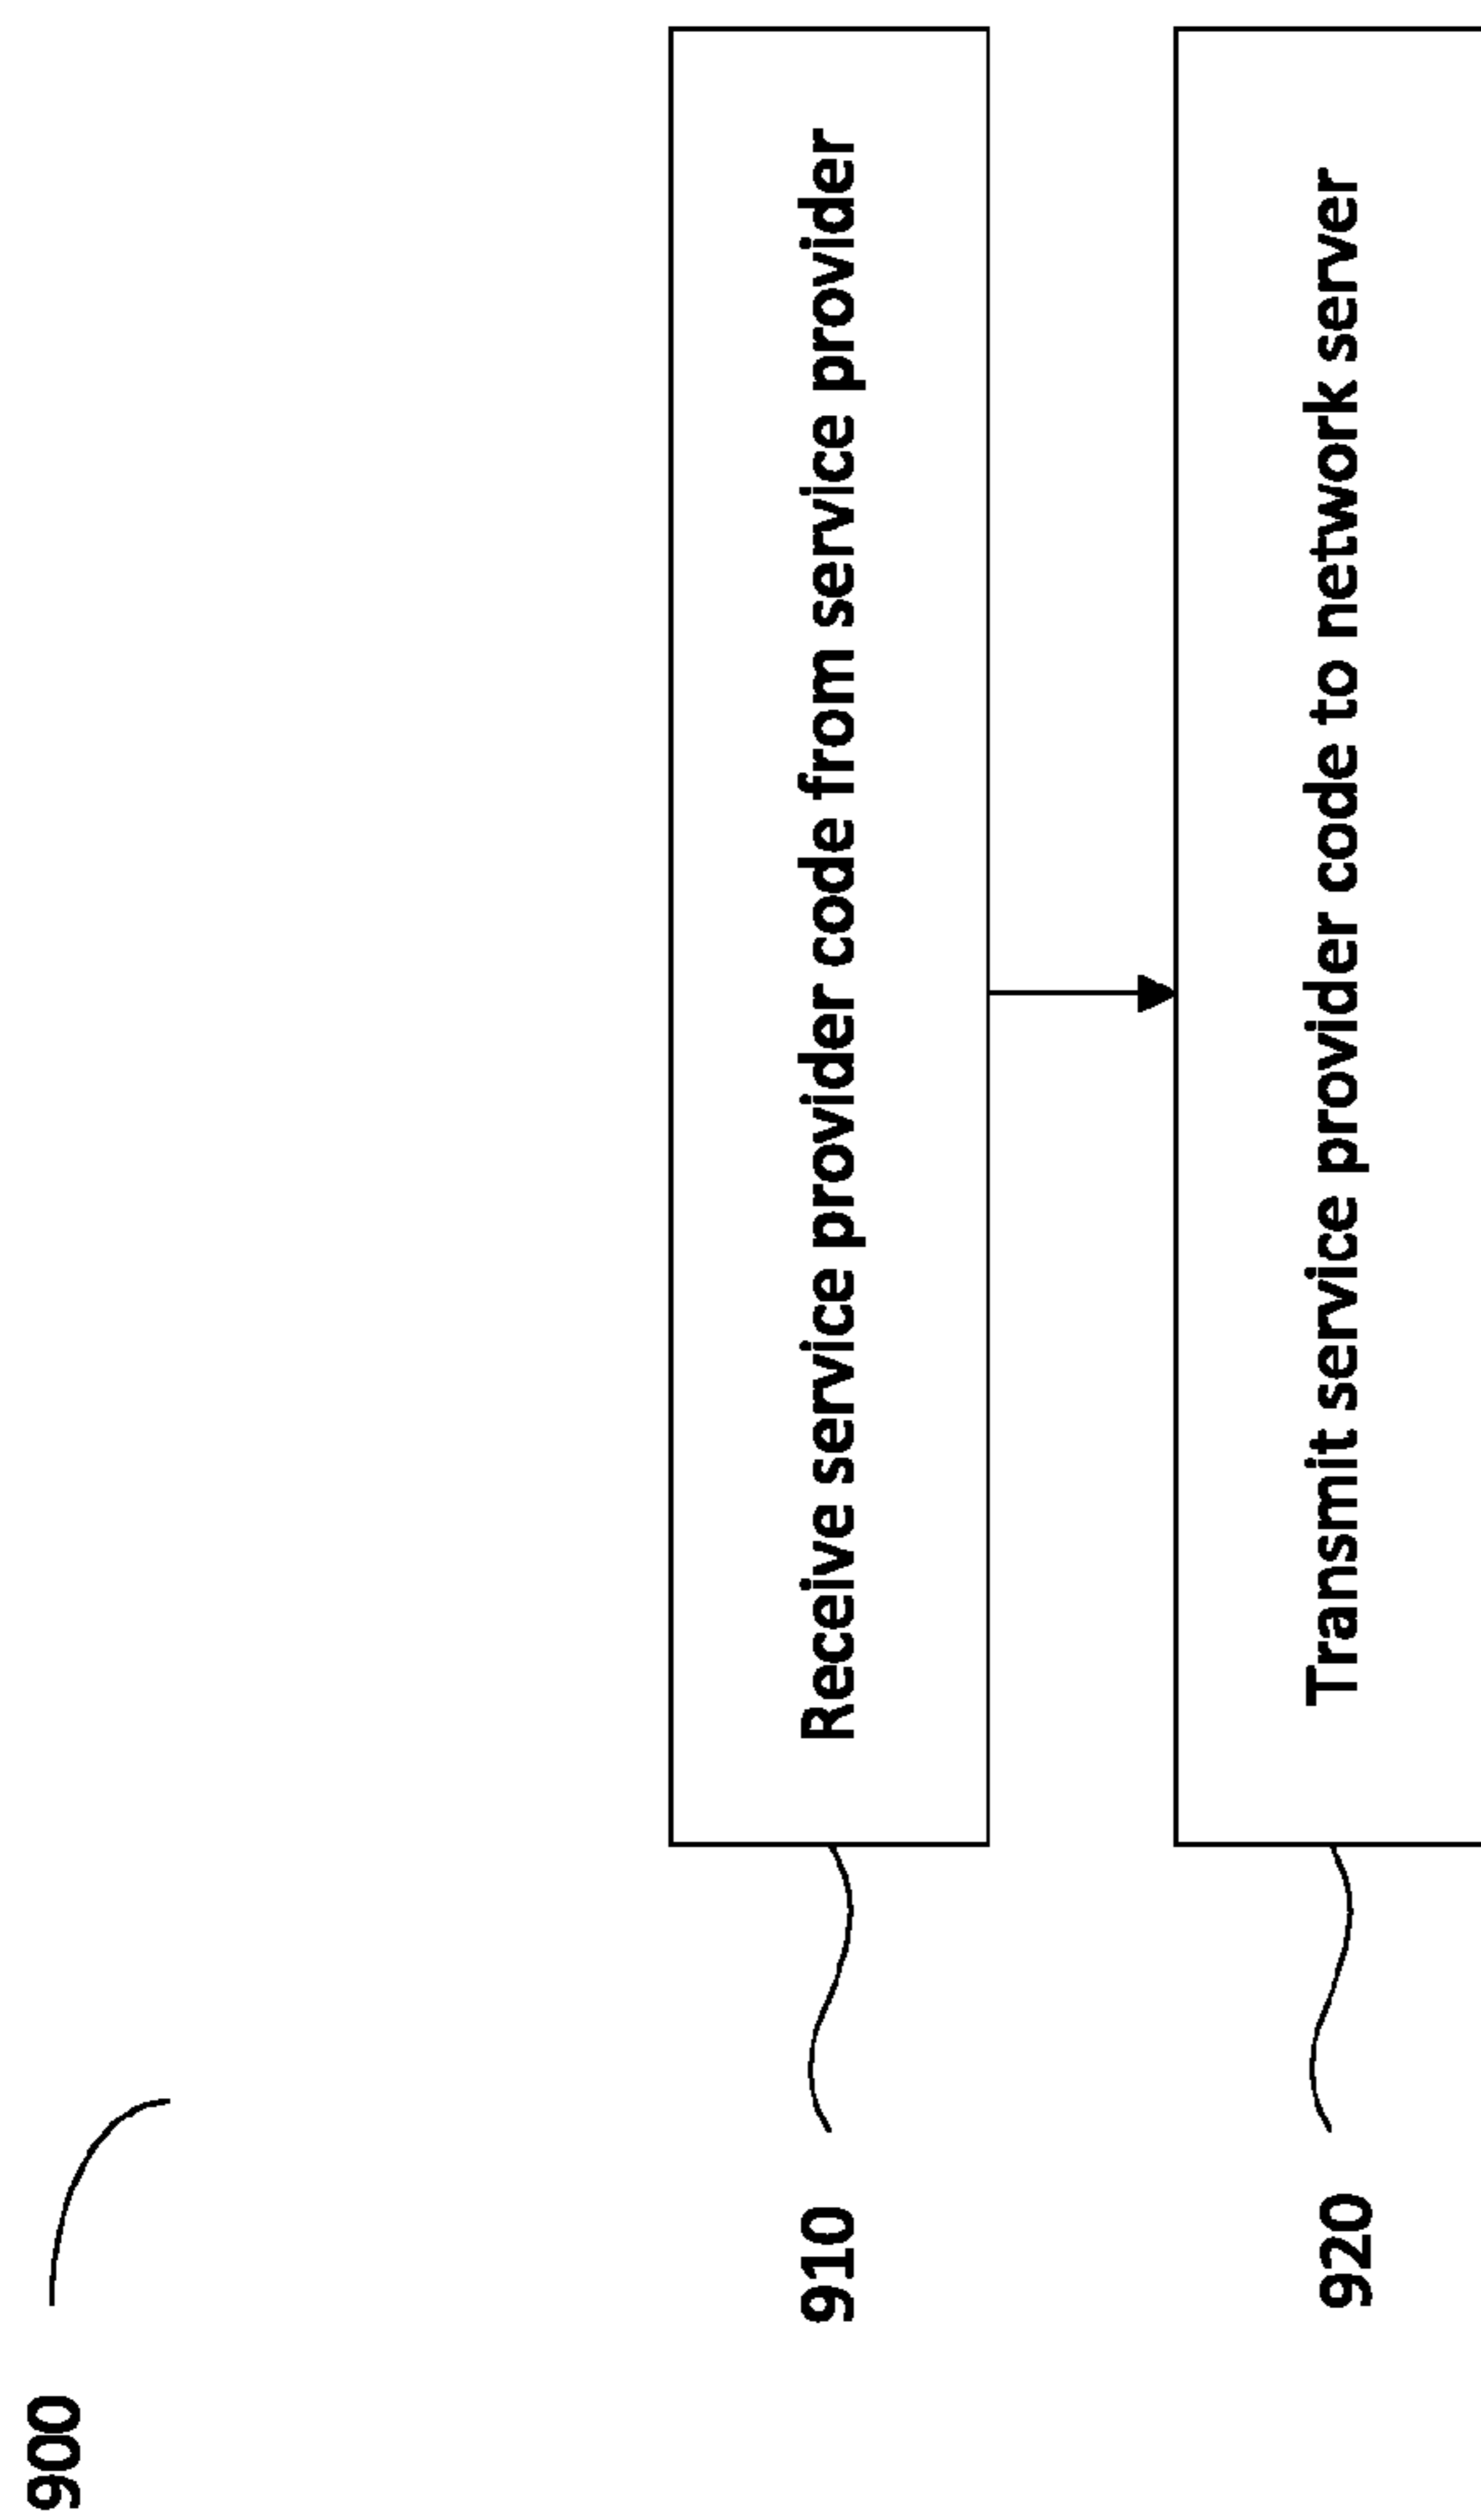 900
910
Receive service provider code from service provider
920
Transmit service provider code to network server